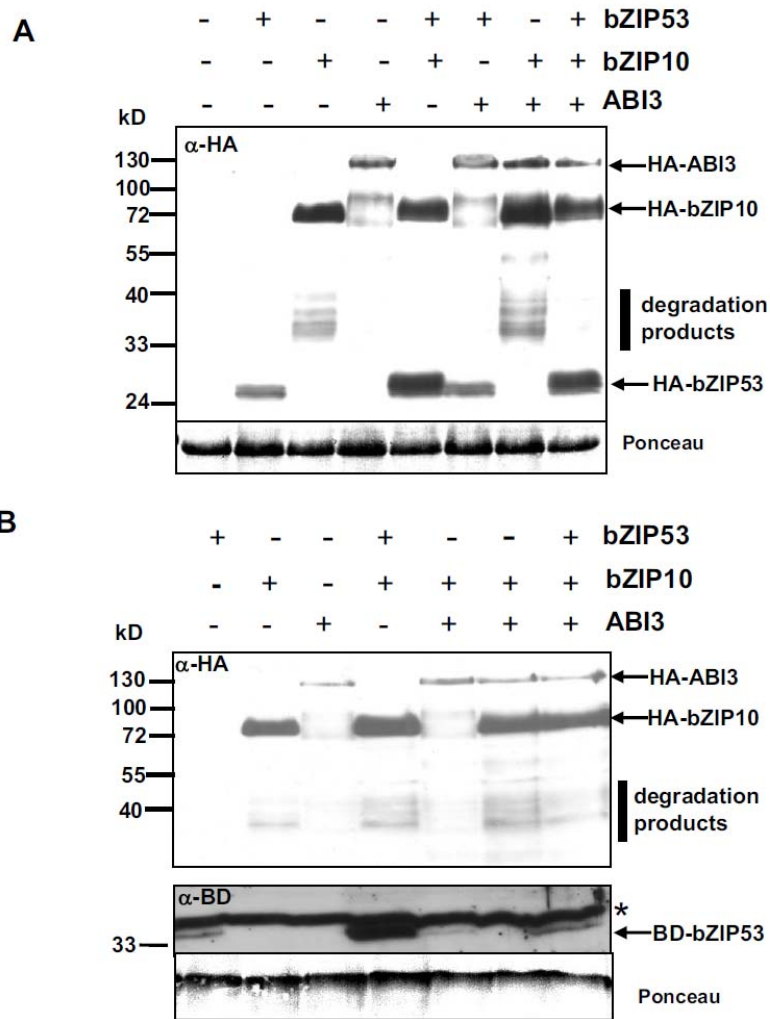 A
- + - - + + - + bZIP53
- - + - + - + + bZIP10
- - - + - + + + ABI3
kD
α-HA
130
HA-ABI3
100
72
HA-bZIP10
55
40
degradation
products
33
HA-bZIP53
24
Ponceau
B
+ - - + - - + bZIP53
- + - + + + + bZIP10
- - + - + + + ABI3
kD
α-HA
130
HA-ABI3
100
HA-bZIP10
72
55
degradation
40
products
α-BD
*
33
BD-bZIP53
Ponceau